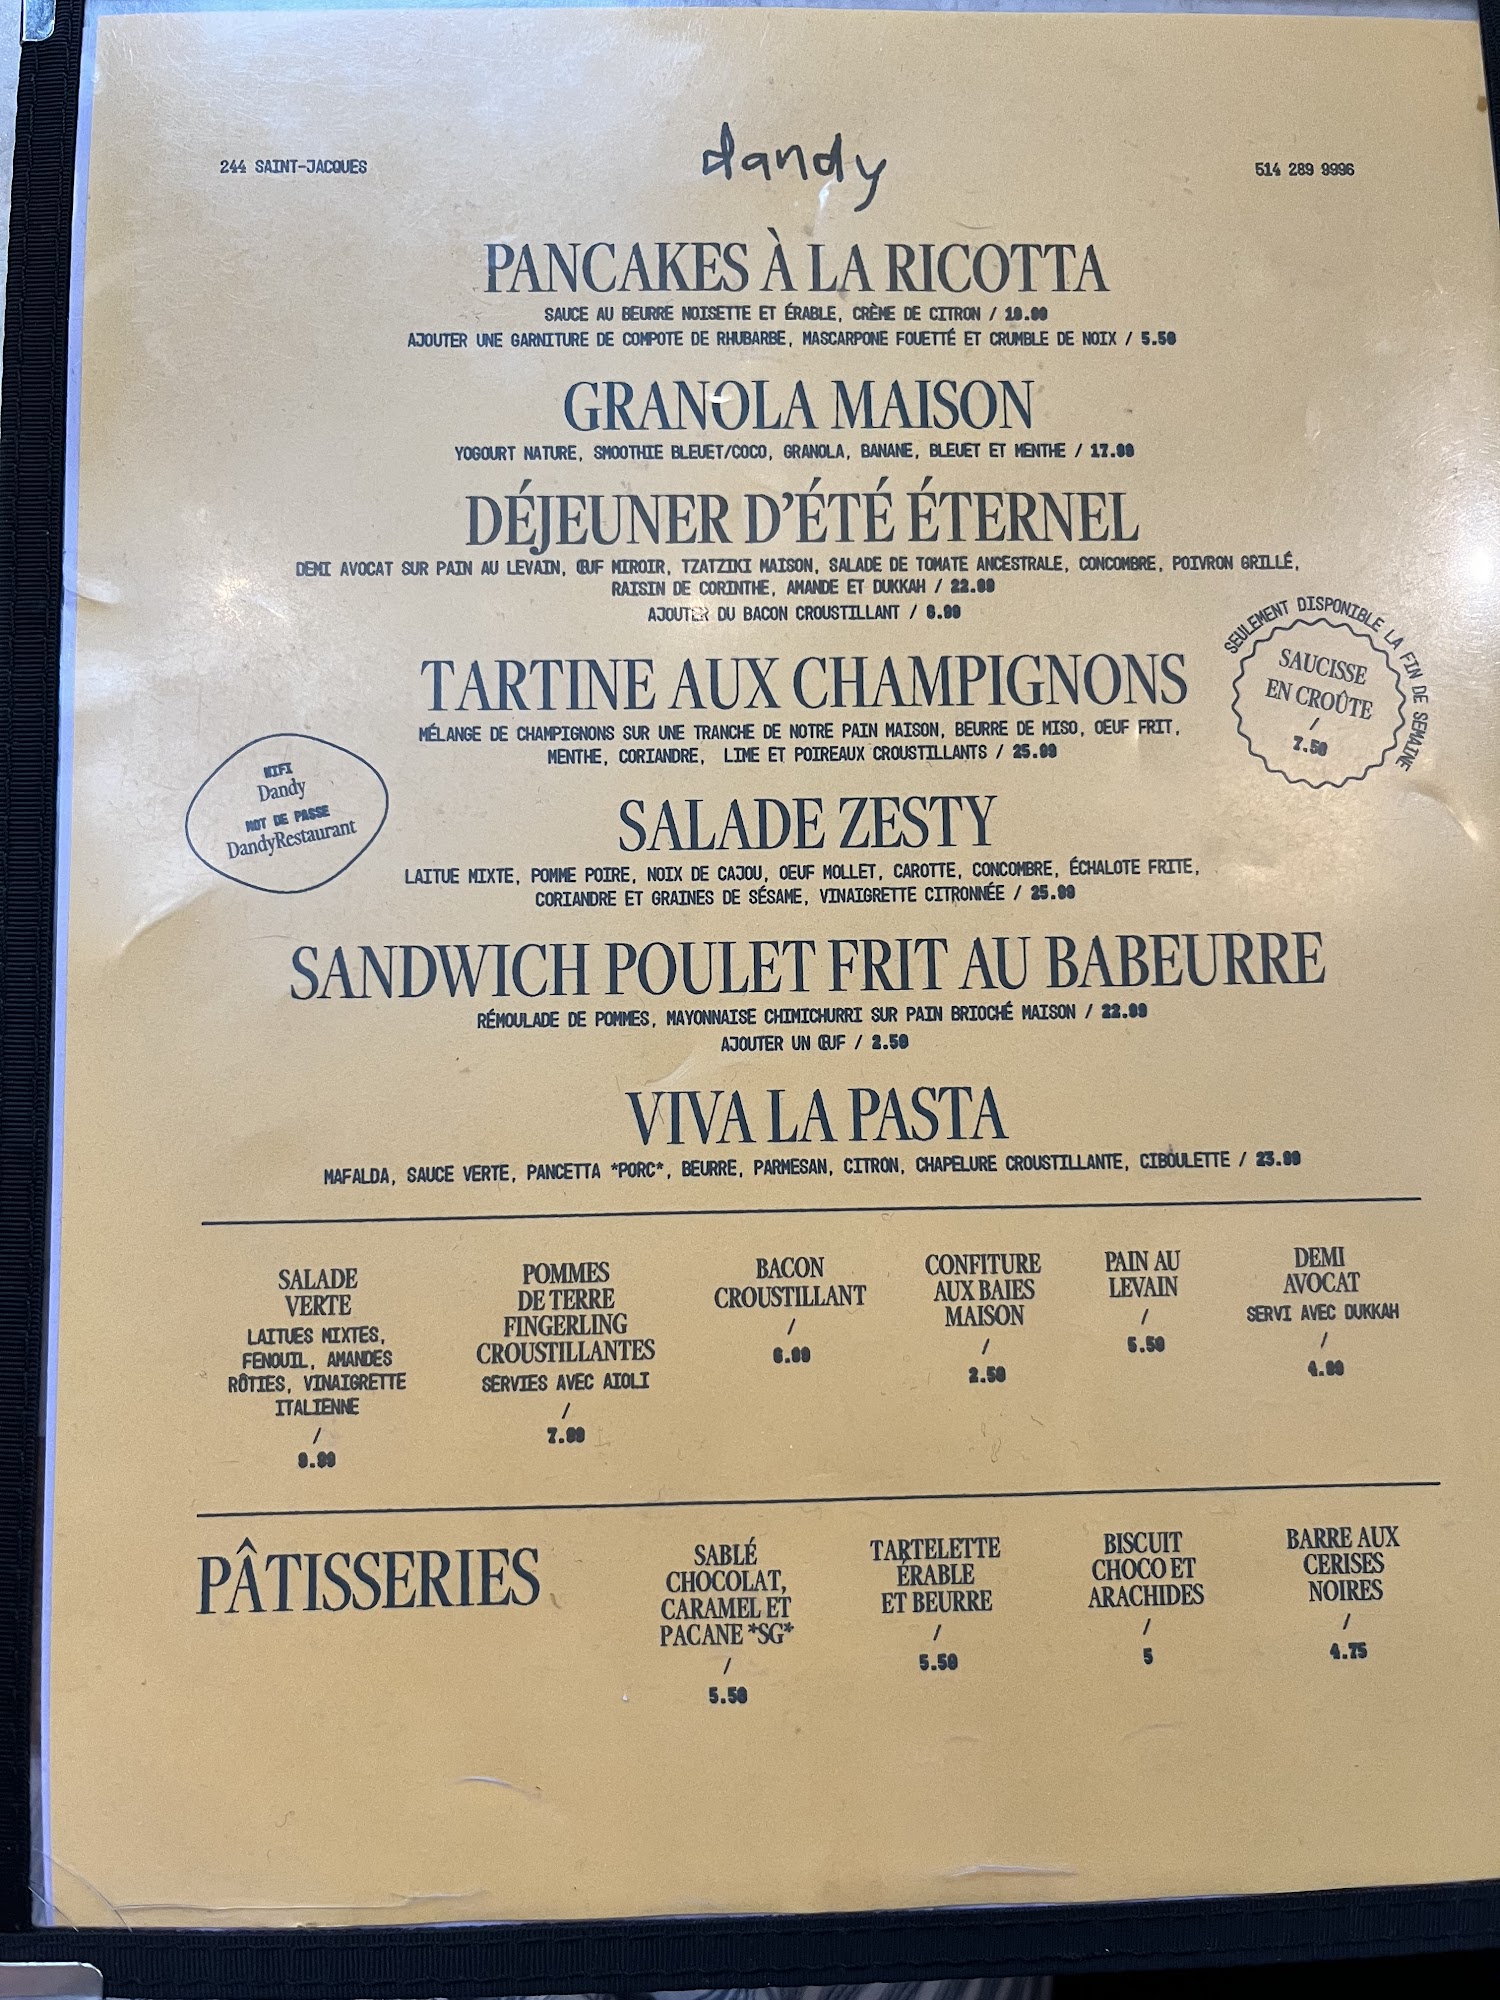 244 SAINT-JACQUES
dandy
514 289 9996
PANCAKES À LA RICOTTA
SAUCE AU BEURRE NOISETTE ET ÉRABLE, CRÈME DE CITRON /
AJOUTER UNE GARNITURE DE COMPOTE DE RHUBARBE, MASCARPONE FOUETTÉ ET CRUMBLE DE NOIX / 5.50
GRANOLA MAISON
YOGOURT NATURE, SMOOTHIE BLEUET/COCO, GRANOLA, BANANE, BLEUET ET MENTHE / 17.00
DÉJEUNER D'ÉTÉ ÉTERNEL
DEMI AVOCAT SUR PAIN AU LEVAIN, ŒUF MIROIR, TZATZIKI MAISON, SALADE DE TOMATE ANCESTRALE, CONCOMBRE, POIVRON GRILLÉ,
RAISIN DE CORINTHE, AMANDE ET DUKKAH / 22.00
AJOUTER DU BACON CROUSTILLANT / 6.00
TARTINE AUX CHAMPIGNONS
MÉLANGE DE CHAMPIGNONS SUR UNE TRANCHE DE NOTRE PAIN MAISON, BEURRE DE MISO, OEUF FRIT,
MENTHE, CORIANDRE, LIME ET POIREAUX CROUSTILLANTS / 25.00
SEULEMENT DISPONIBLE LA FIN DE SEMAINE
SAUCISSE
EN CROÛTE
/
7.50
WIFI
Dandy
MOT DE PASSE
DandyRestaurant
SALADE ZESTY
LAITUE MIXTE, POMME POIRE, NOIX DE CAJOU, OEUF MOLLET, CAROTTE, CONCOMBRE, ÉCHALOTE FRITE,
CORIANDRE ET GRAINES DE SÉSAME, VINAIGRETTE CITRONNÉE / 25.00
SANDWICH POULET FRIT AU BABEURRE
RÉMOULADE DE POMMES, MAYONNAISE CHIMICHURRI SUR PAIN BRIOCHÉ MAISON / 22.00
AJOUTER UN ŒUF / 2.50
VIVA LA PASTA
MAFALDA, SAUCE VERTE, PANCETTA *PORC*, BEURRE, PARMESAN, CITRON, CHAPELURE CROUSTILLANTE, CIBOULETTE / 23.00
SALADE
VERTE
LAITUES MIXTES,
FENOUIL, AMANDES
RÔTIES, VINAIGRETTE
ITALIENNE
/
POMMES
DE TERRE
FINGERLING
CROUSTILLANTES
SERVIES AVEC AIOLI
/
7.00
BACON
CROUSTILLANT
/
6.00
CONFITURE
AUX BAIES
MAISON
/
2.50
PAIN AU
LEVAIN
/
5.50
DEMI
AVOCAT
SERVI AVEC DUKKAH
/
4.00
PÂTISSERIES
SABLÉ
CHOCOLAT,
CARAMEL ET
PACANE *SG*
/
5.50
TARTELETTE
ÉRABLE
ET BEURRE
/
5.50
BISCUIT
CHOCO ET
ARACHIDES
/
5
BARRE AUX
CERISES
NOIRES
/
4.75